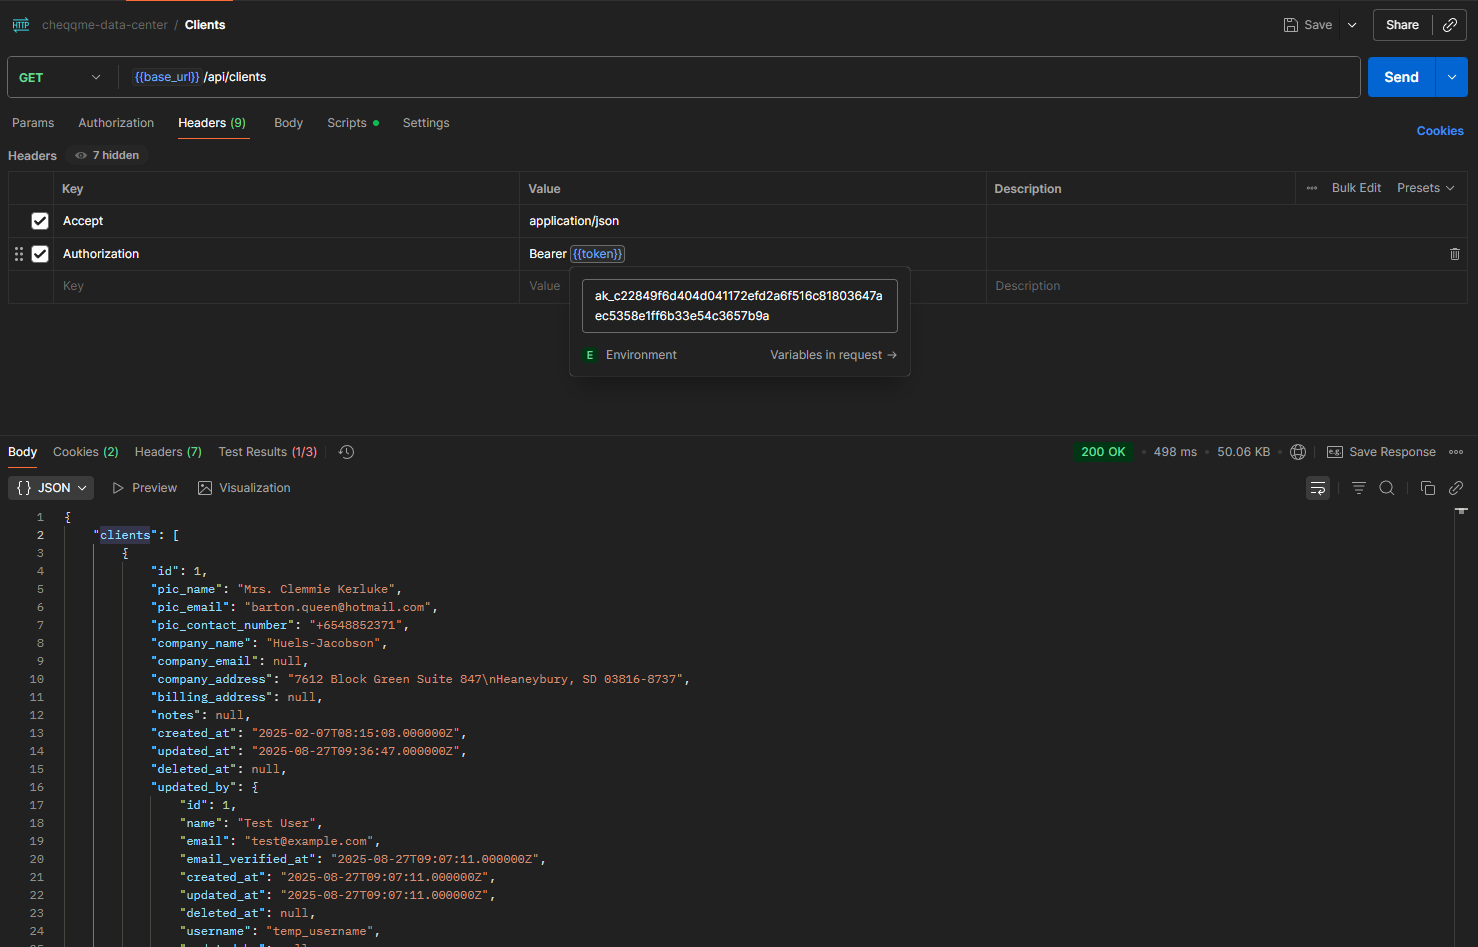 HTTP cheqqme-data-center / Clients Save Share
GET {{base_url}} /api/clients Send
Params Authorization Headers (9) Body Scripts Settings Cookies
Headers 7 hidden
Key Value Description Bulk Edit Presets
Accept application/json
Authorization Bearer {{token}}
Key Value Description
ak_c22849f6d404d041172efd2a6f516c81803647a
ec5358e1ff6b33e54c3657b9a
E Environment Variables in request →
Body Cookies (2) Headers (7) Test Results (1/3) 200 OK • 498 ms • 50.06 KB • e.g. Save Response
{} JSON Preview Visualization
1 {
2 "clients": [
3 {
4 "id": 1,
5 "pic_name": "Mrs. Clemmie Kerluke",
6 "pic_email": "barton.queen@hotmail.com",
7 "pic_contact_number": "+6548852371",
8 "company_name": "Huels-Jacobson",
9 "company_email": null,
10 "company_address": "7612 Block Green Suite 847\nHeaneybury, SD 03816-8737",
11 "billing_address": null,
12 "notes": null,
13 "created_at": "2025-02-07T08:15:08.000000Z",
14 "updated_at": "2025-08-27T09:36:47.000000Z",
15 "deleted_at": null,
16 "updated_by": {
17 "id": 1,
18 "name": "Test User",
19 "email": "test@example.com",
20 "email_verified_at": "2025-08-27T09:07:11.000000Z",
21 "created_at": "2025-08-27T09:07:11.000000Z",
22 "updated_at": "2025-08-27T09:07:11.000000Z",
23 "deleted_at": null,
24 "username": "temp_username",